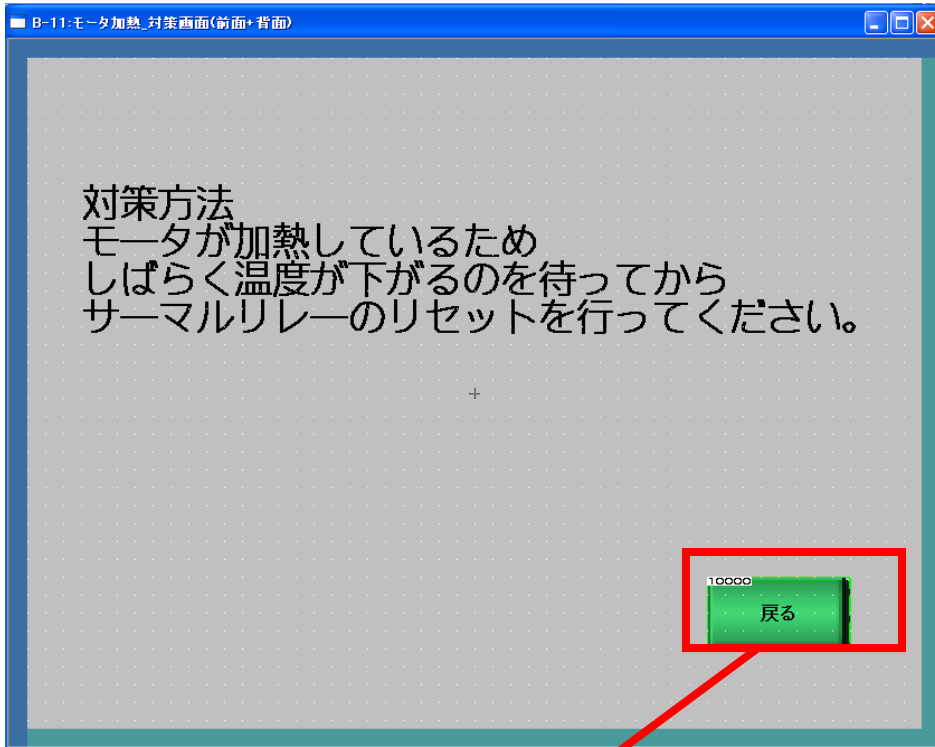 B-11:モータ加熱_対策画面(前面+背面)
対策方法
モータが加熱しているため
しばらく温度が下がるのを待ってから
サーマルリレーのリセットを行ってください。
10000
戻る